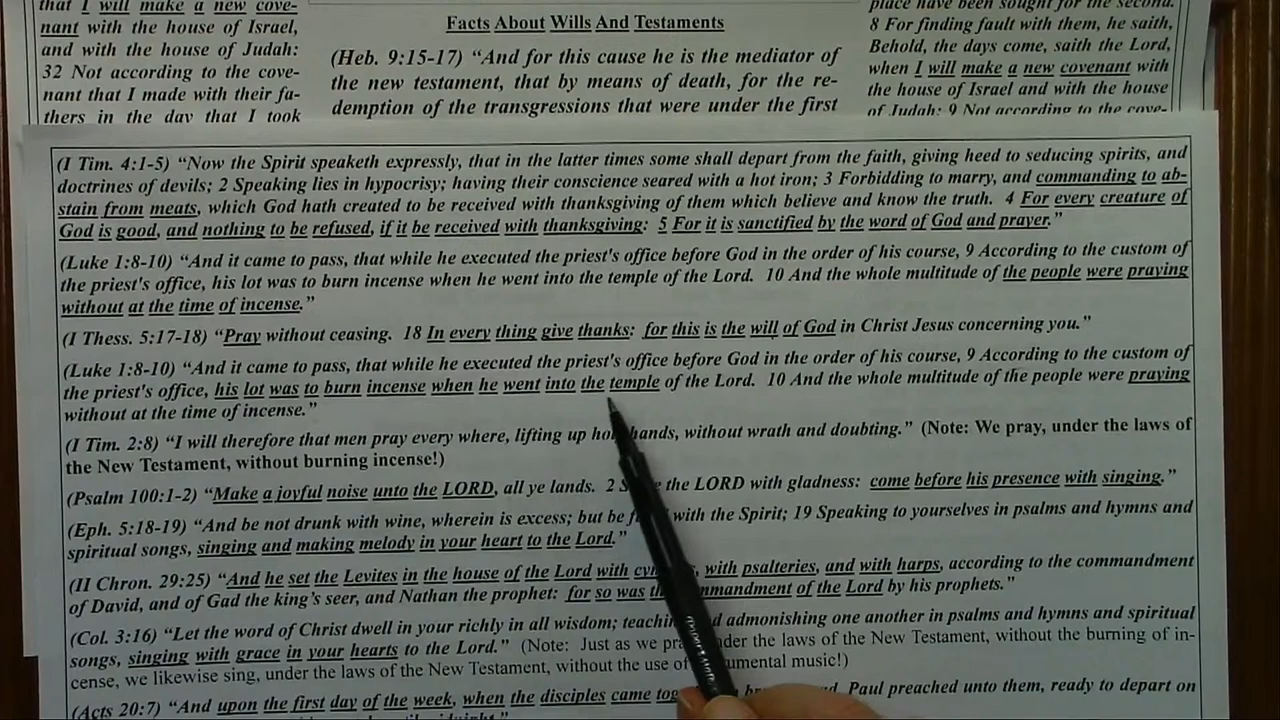 that I will make a new cove-
nant with the house of Israel,
and with the house of Judah:
32 Not according to the cove-
nant that I made with their fa-
thers in the day that I took
Facts About Wills And Testaments
(Heb. 9:15-17) “And for this cause he is the mediator of
the new testament, that by means of death, for the re-
demption of the transgressions that were under the first
place have been sought for the second.
8 For finding fault with them, he saith,
Behold, the days come, saith the Lord,
when I will make a new covenant with
the house of Israel and with the house
of Judah: 9 Not according to the cove-
(I Tim. 4:1-5) “Now the Spirit speaketh expressly, that in the latter times some shall depart from the faith, giving heed to seducing spirits, and
doctrines of devils; 2 Speaking lies in hypocrisy; having their conscience seared with a hot iron; 3 Forbidding to marry, and commanding to ab-
stain from meats, which God hath created to be received with thanksgiving of them which believe and know the truth. 4 For every creature of
God is good, and nothing to be refused, if it be received with thanksgiving: 5 For it is sanctified by the word of God and prayer.”
(Luke 1:8-10) “And it came to pass, that while he executed the priest's office before God in the order of his course, 9 According to the custom of
the priest's office, his lot was to burn incense when he went into the temple of the Lord. 10 And the whole multitude of the people were praying
without at the time of incense.”
(I Thess. 5:17-18) “Pray without ceasing. 18 In every thing give thanks: for this is the will of God in Christ Jesus concerning you.”
(Luke 1:8-10) “And it came to pass, that while he executed the priest's office before God in the order of his course, 9 According to the custom of
the priest's office, his lot was to burn incense when he went into the temple of the Lord. 10 And the whole multitude of the people were praying
without at the time of incense.”
(I Tim. 2:8) “I will therefore that men pray every where, lifting up hands, without wrath and doubting.” (Note: We pray, under the laws of
the New Testament, without burning incense!)
(Psalm 100:1-2) “Make a joyful noise unto the LORD, all ye lands. 2 the LORD with gladness: come before his presence with singing.”
(Eph. 5:18-19) “And be not drunk with wine, wherein is excess; but be with the Spirit; 19 Speaking to yourselves in psalms and hymns and
spiritual songs, singing and making melody in your heart to the Lord.”
(II Chron. 29:25) “And he set the Levites in the house of the Lord with with psalteries, and with harps, according to the commandment
of David, and of Gad the king's seer, and Nathan the prophet: for so was the commandment of the Lord by his prophets.”
(Col. 3:16) “Let the word of Christ dwell in your richly in all wisdom; admonishing one another in psalms and hymns and spiritual
songs, singing with grace in your hearts to the Lord.” (Note: Just as we under the laws of the New Testament, without the burning of in-
cense, we likewise sing, under the laws of the New Testament, without the use of music!)
(Acts 20:7) “And upon the first day of the week, when the disciples came Paul preached unto them, ready to depart on